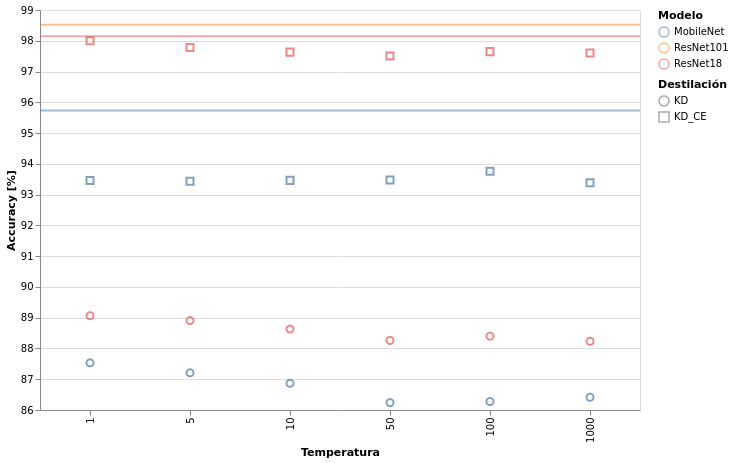 99
98
97
96
95
94
93
92
91
90
89
88
87
86
Accuracy [%]
1
5
10
50
100
1000
Temperatura
Modelo
MobileNet
ResNet101
ResNet18
Destilación
KD
KD_CE